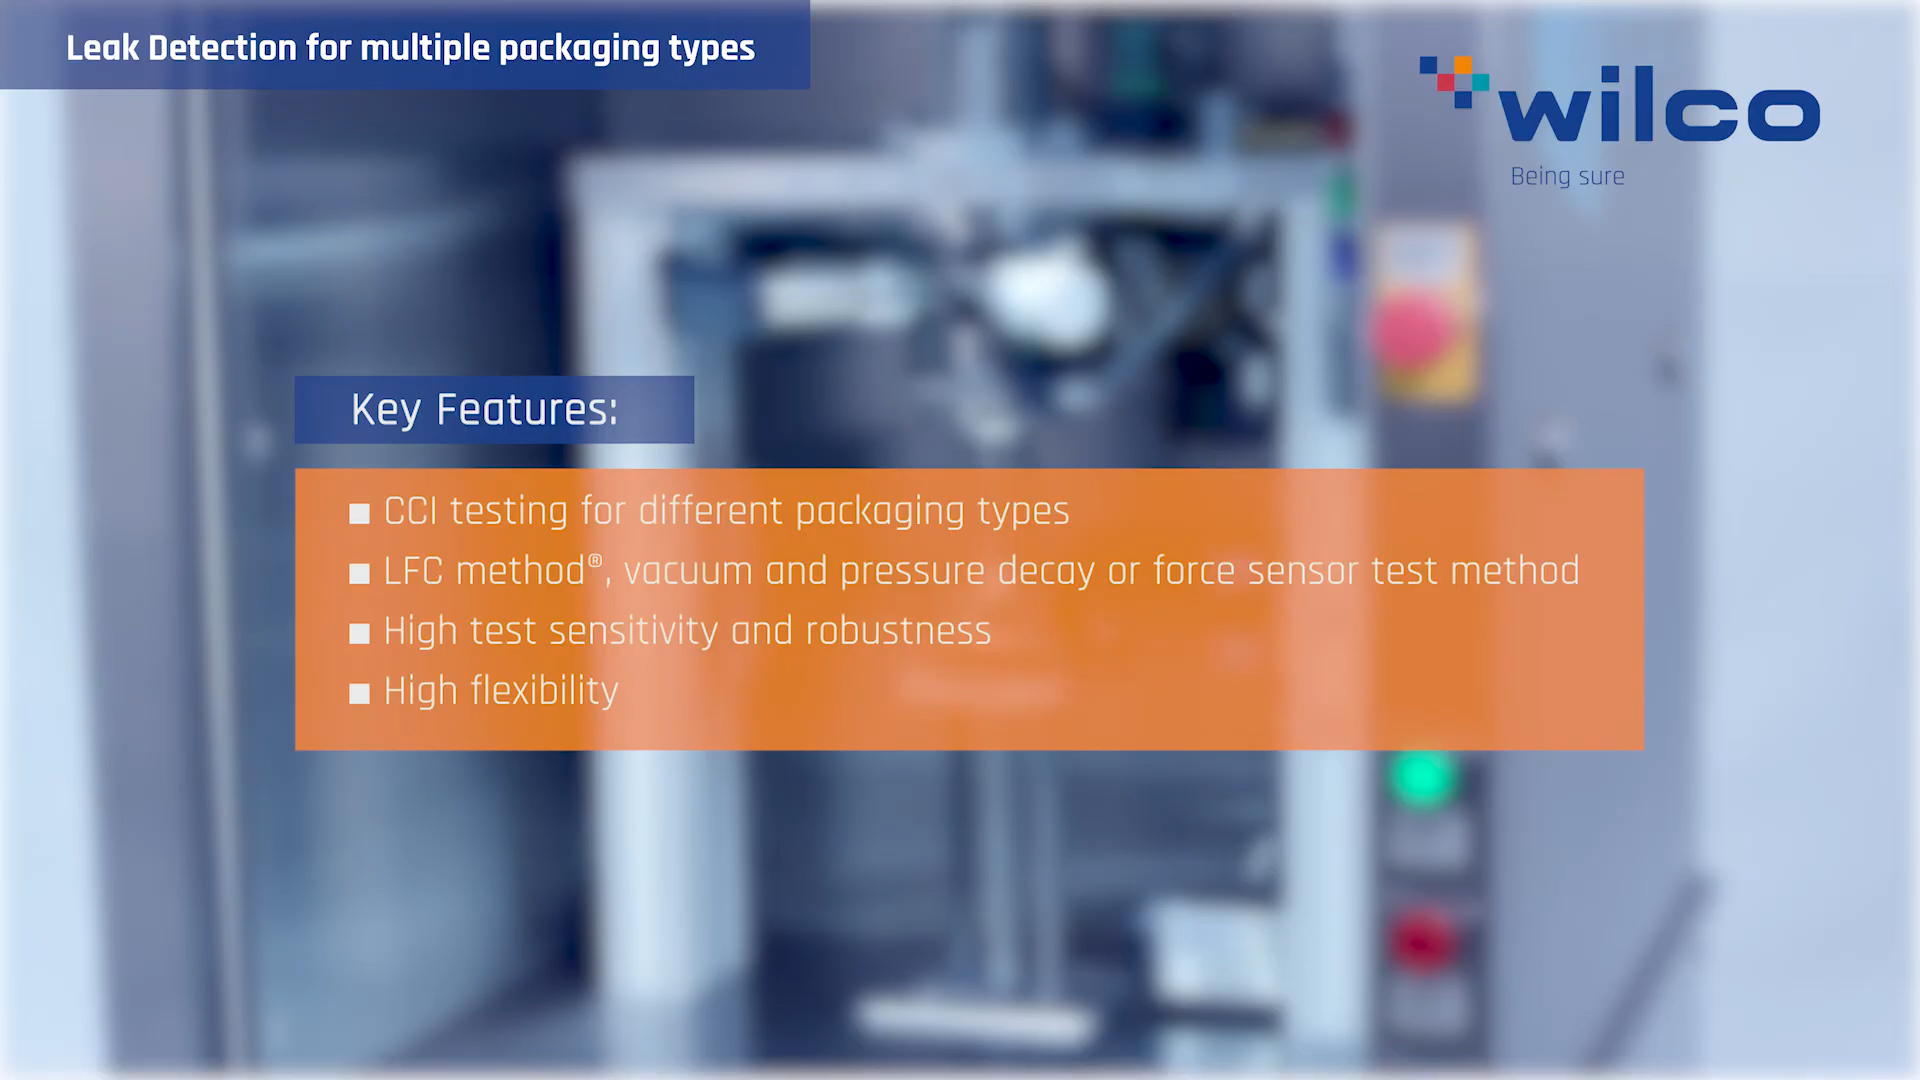 Leak Detection for multiple packaging types
wilco
Being sure
Key Features:
■ CCI testing for different packaging types
■ LFC method®, vacuum and pressure decay or force sensor test method
■ High test sensitivity and robustness
■ High flexibility